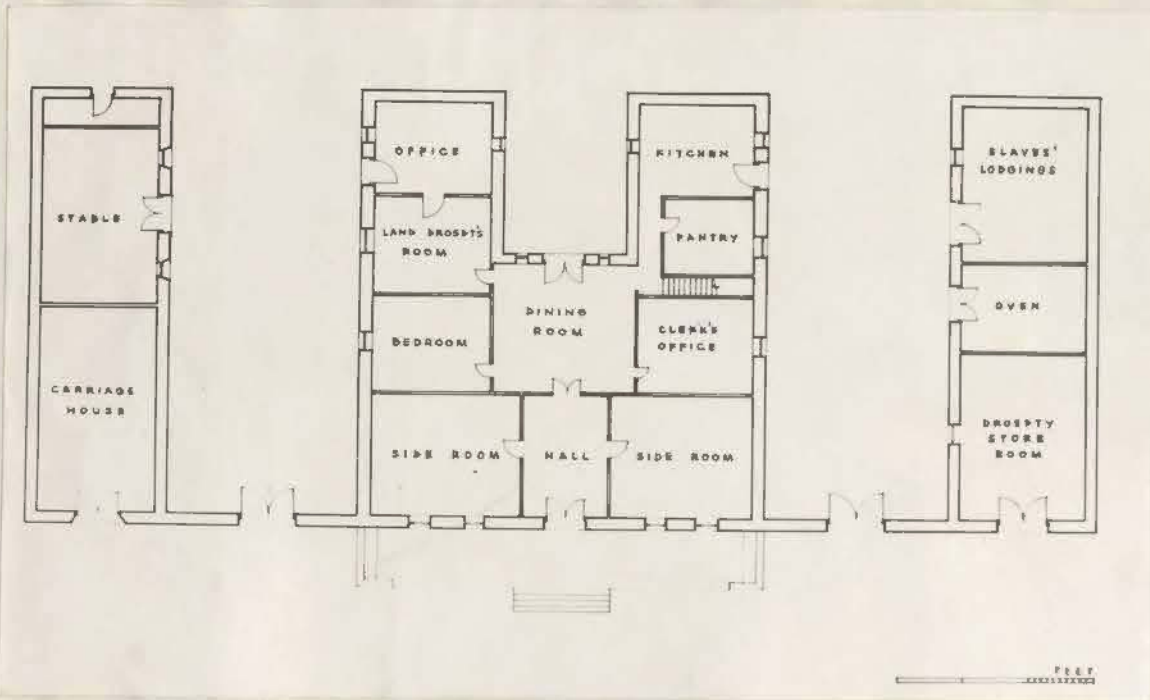 STABLE
CARRIAGE
HOUSE
OFFICE
LAND DROSDT'S
ROOM
BEDROOM
SIDE ROOM
HALL
SIDE ROOM
DINING
ROOM
KITCHEN
PANTRY
CLERK'S
OFFICE
SLAVES'
LODGINGS
OVEN
DROSDTY
STORE
ROOM
FEET